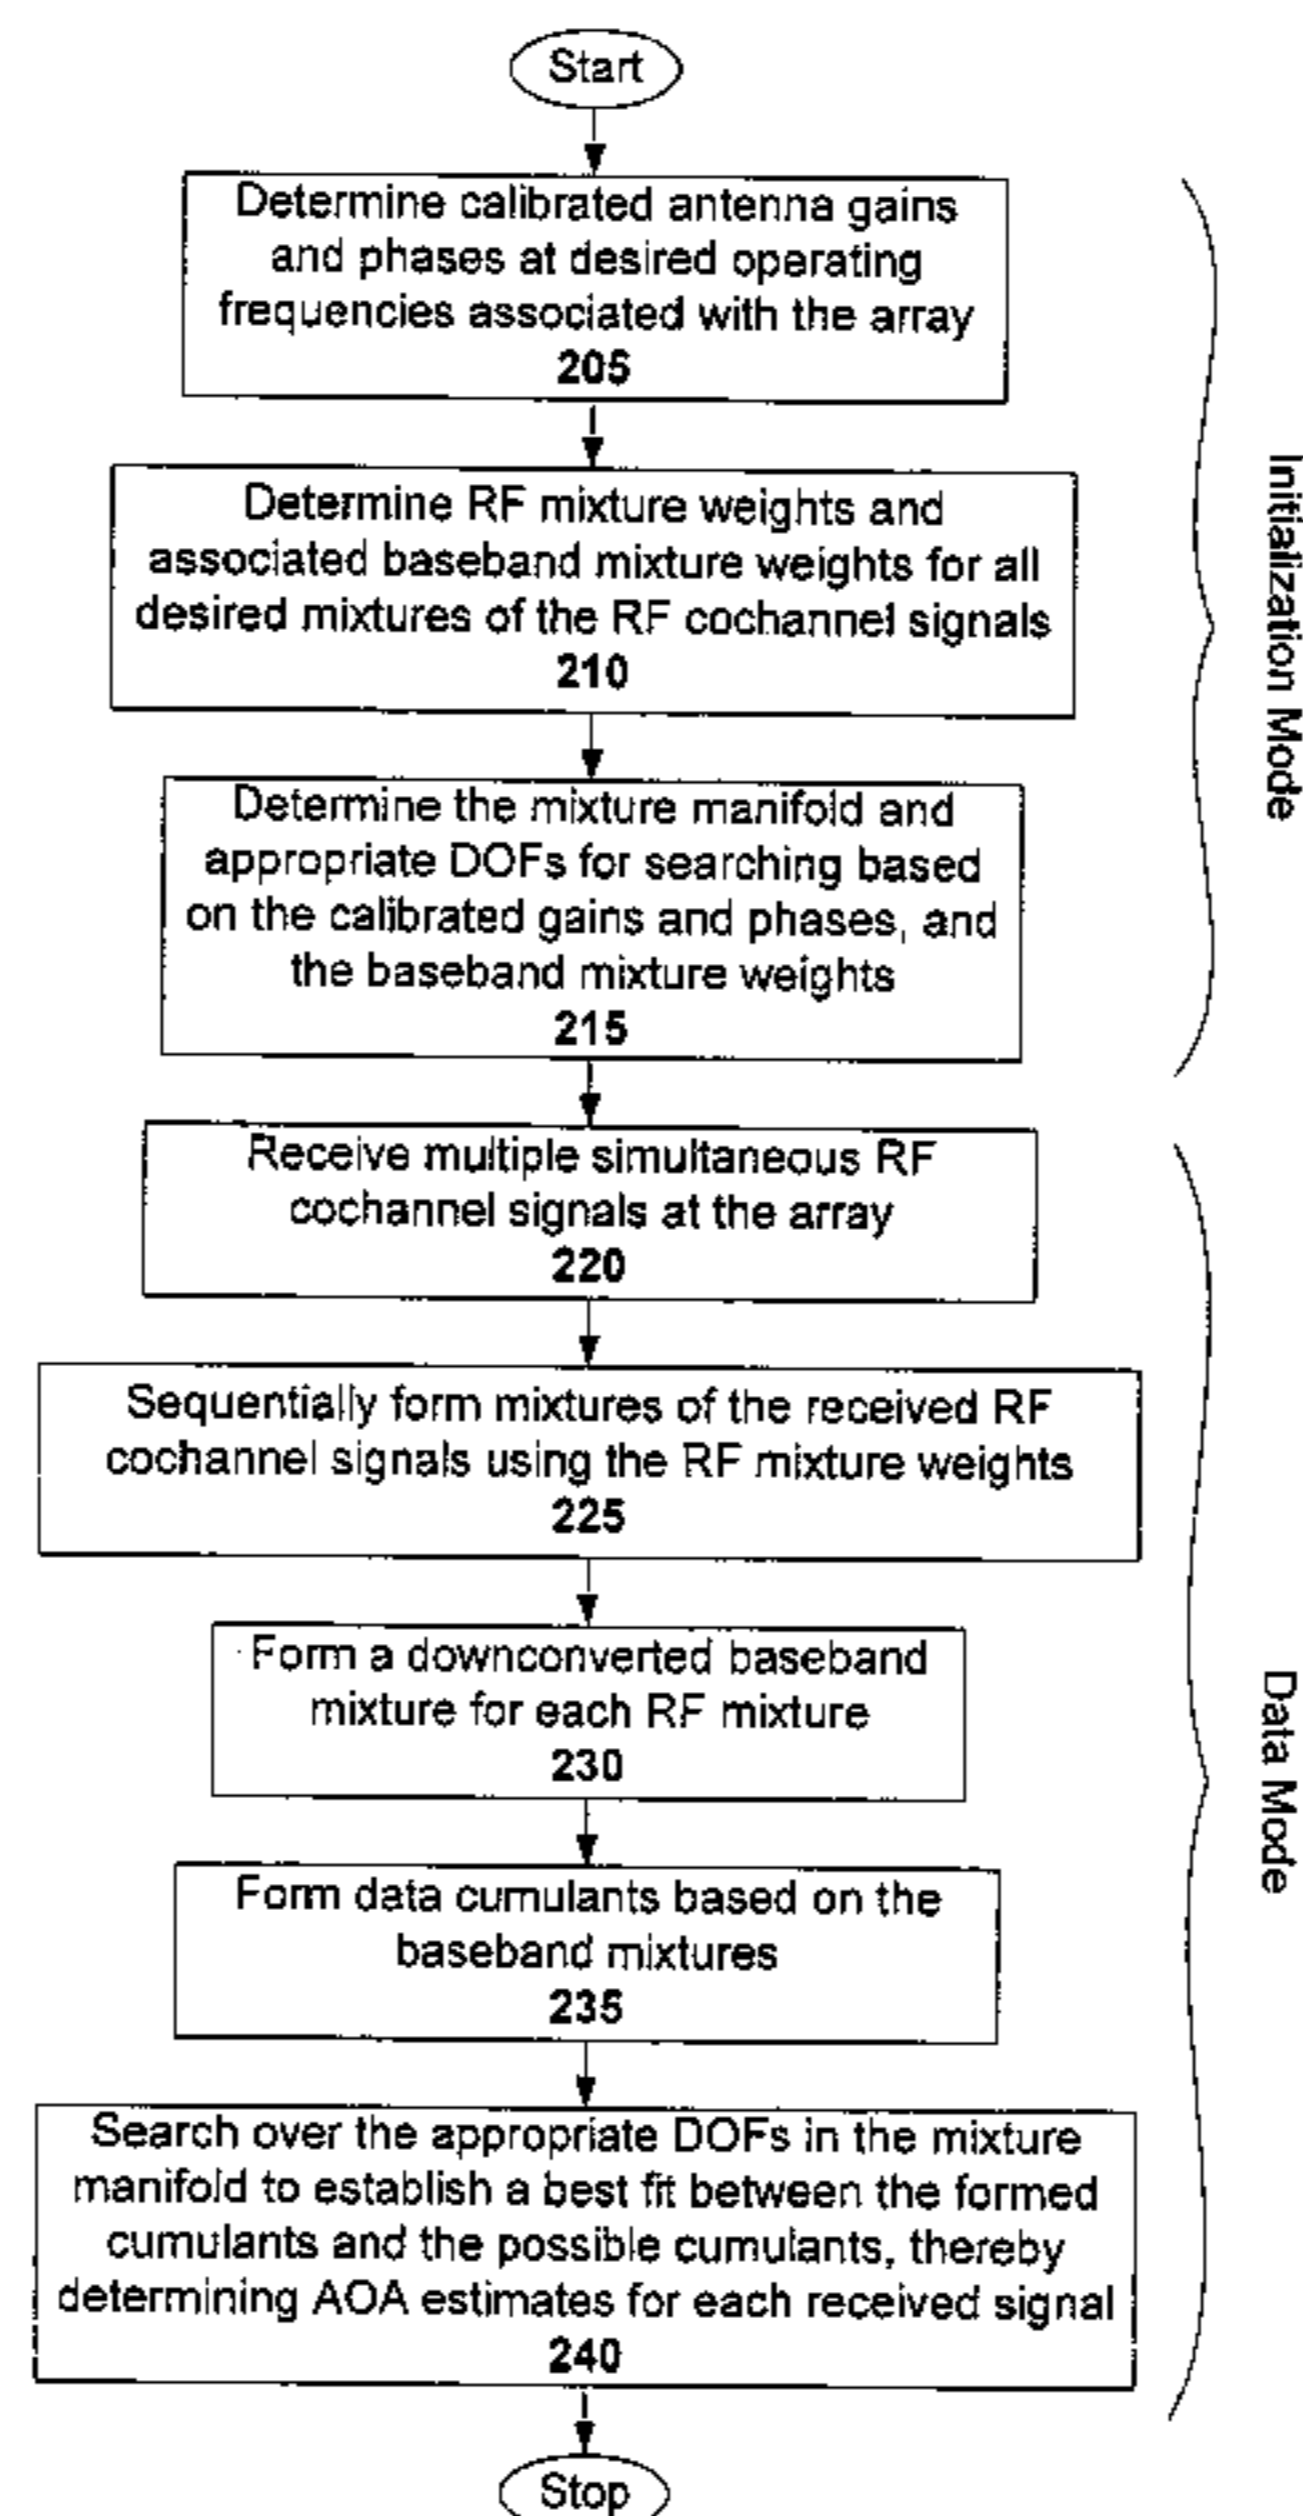 Start
Determine calibrated antenna gains
and phases at desired operating
frequencies associated with the array
205
Determine RF mixture weights and
associated baseband mixture weights for all
desired mixtures of the RF cochannel signals
210
Determine the mixture manifold and
appropriate DOFs for searching based
on the calibrated gains and phases, and
the baseband mixture weights
215
Initialization Mode
Receive multiple simultaneous RF
cochannel signals at the array
220
Sequentially form mixtures of the received RF
cochannel signals using the RF mixture weights
225
Form a downconverted baseband
mixture for each RF mixture
230
Form data cumulants based on the
baseband mixtures
235
Search over the appropriate DOFs in the mixture
manifold to establish a best fit between the formed
cumulants and the possible cumulants, thereby
determining AOA estimates for each received signal
240
Data Mode
Stop